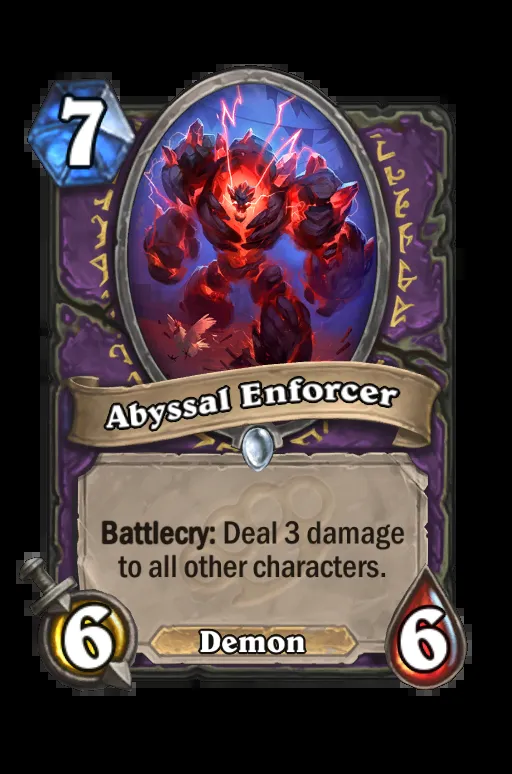 7
Abyssal Enforcer
Battlecry: Deal 3 damage
to all other characters.
6
Demon
6